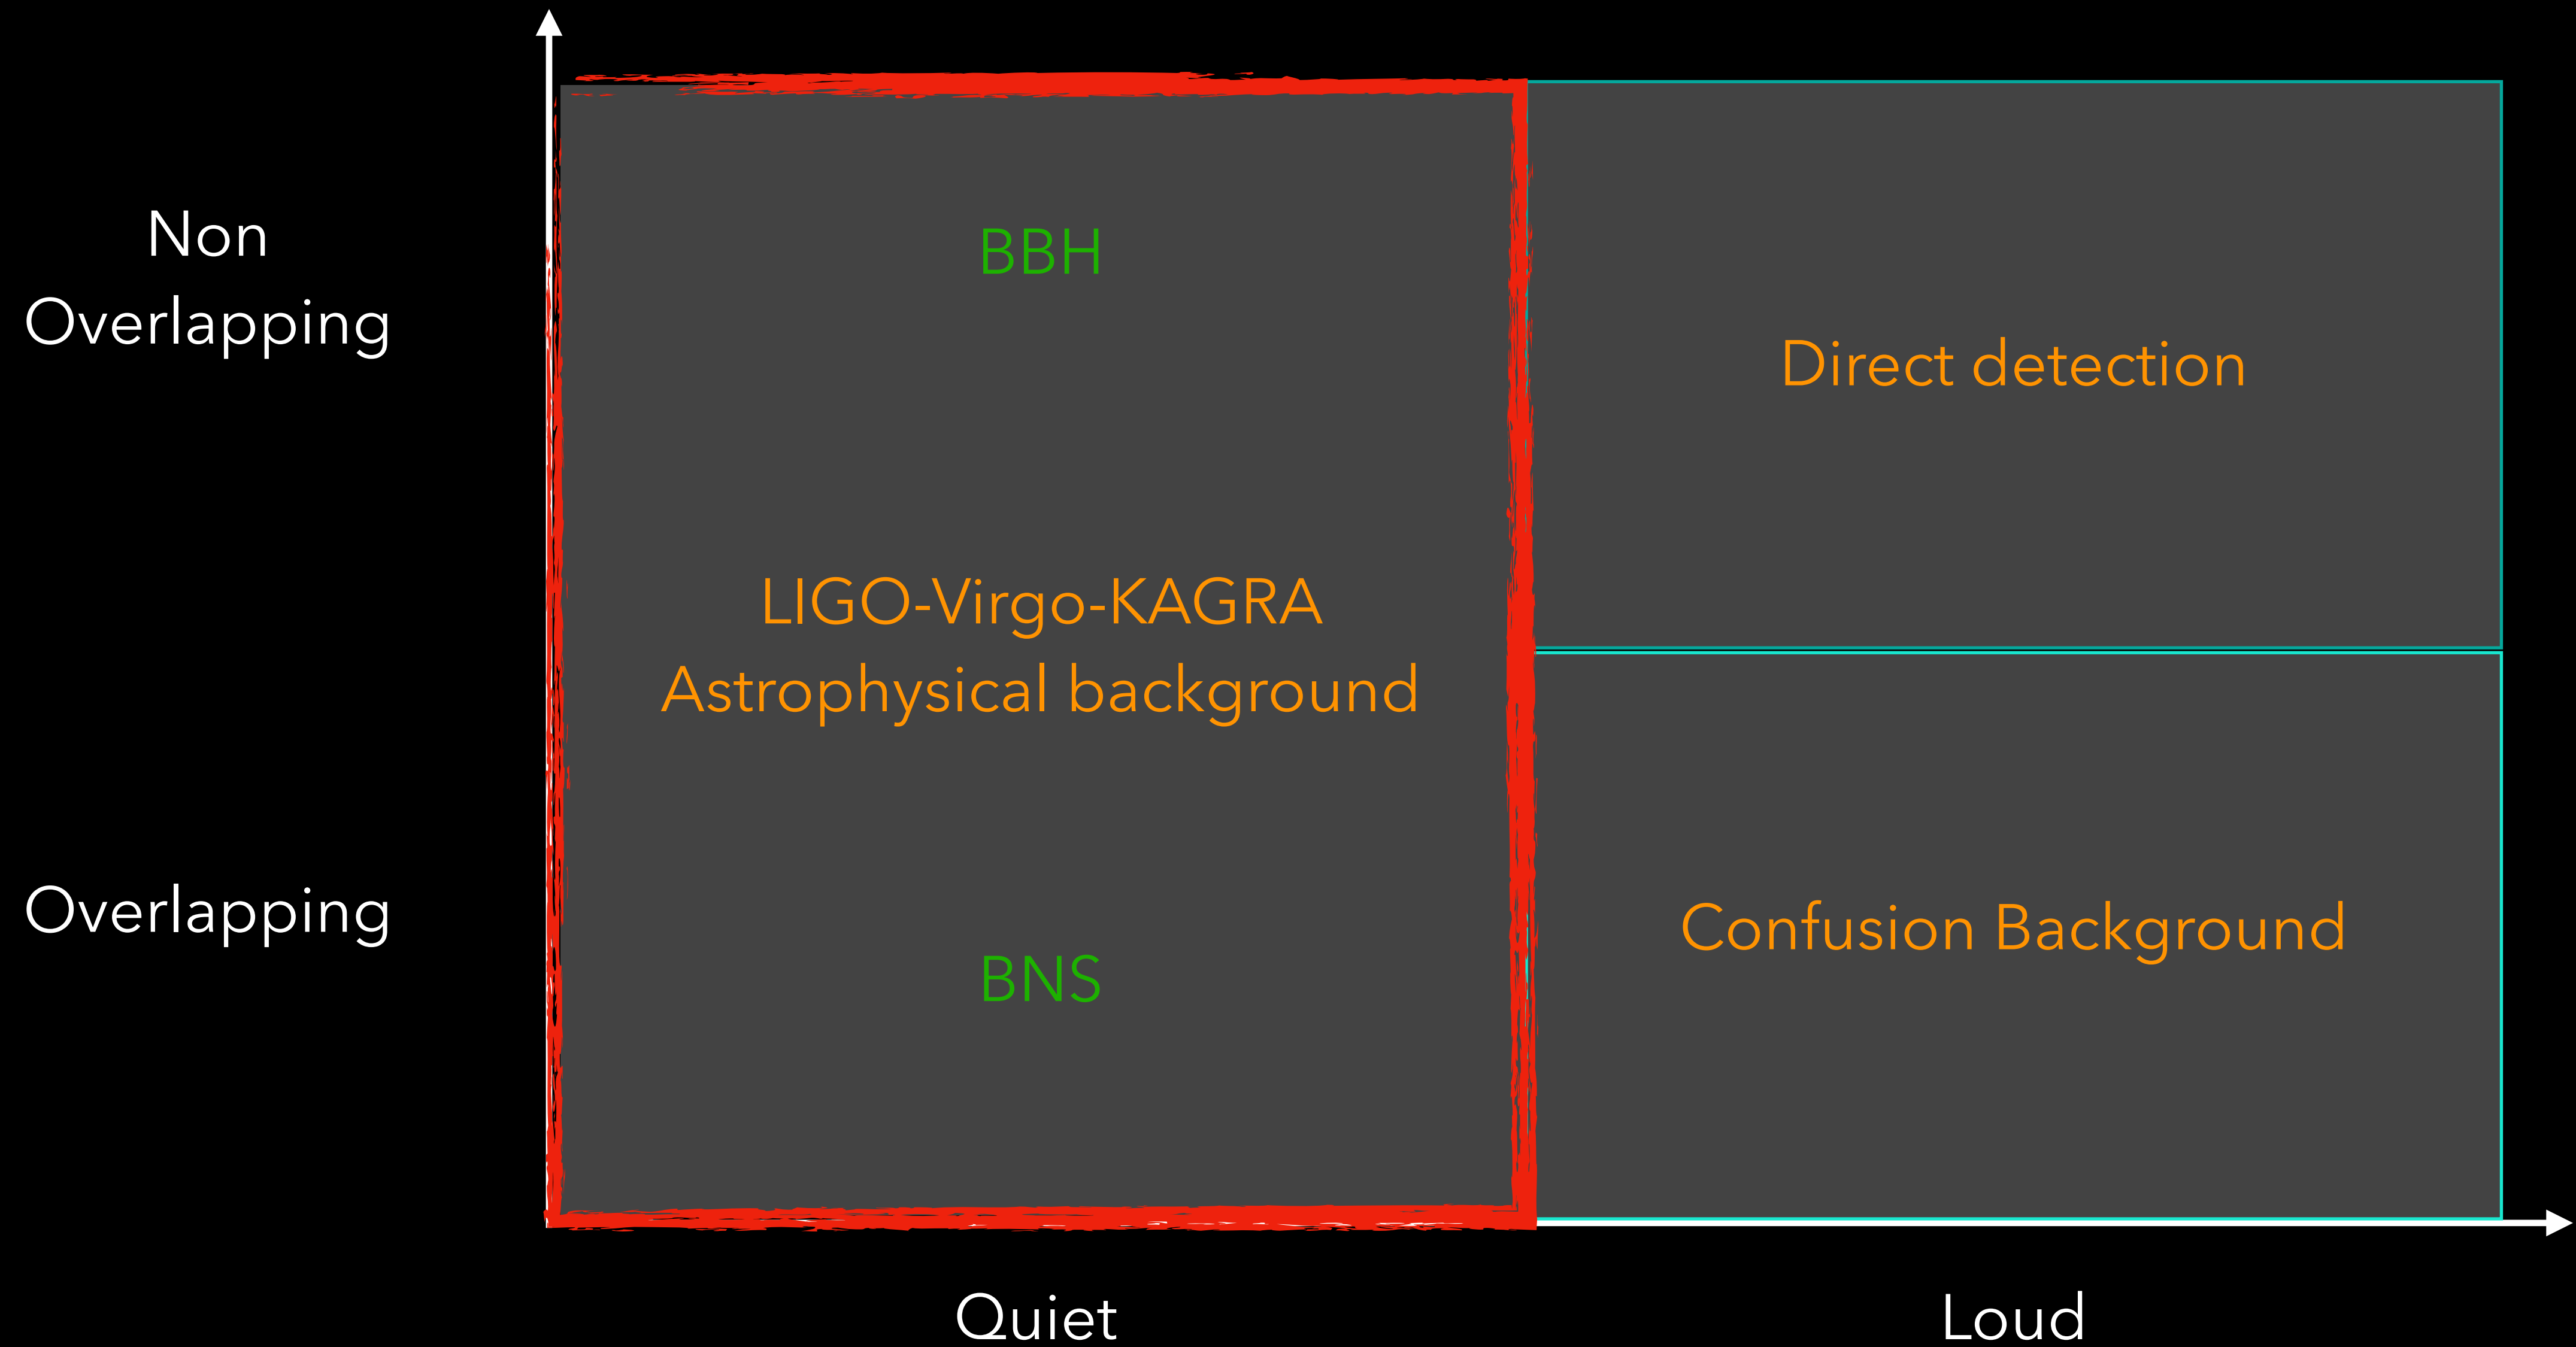 Non
Overlapping
BBH
Direct detection
LIGO-Virgo-KAGRA
Astrophysical background
Overlapping
BNS
Confusion Background
Quiet
Loud